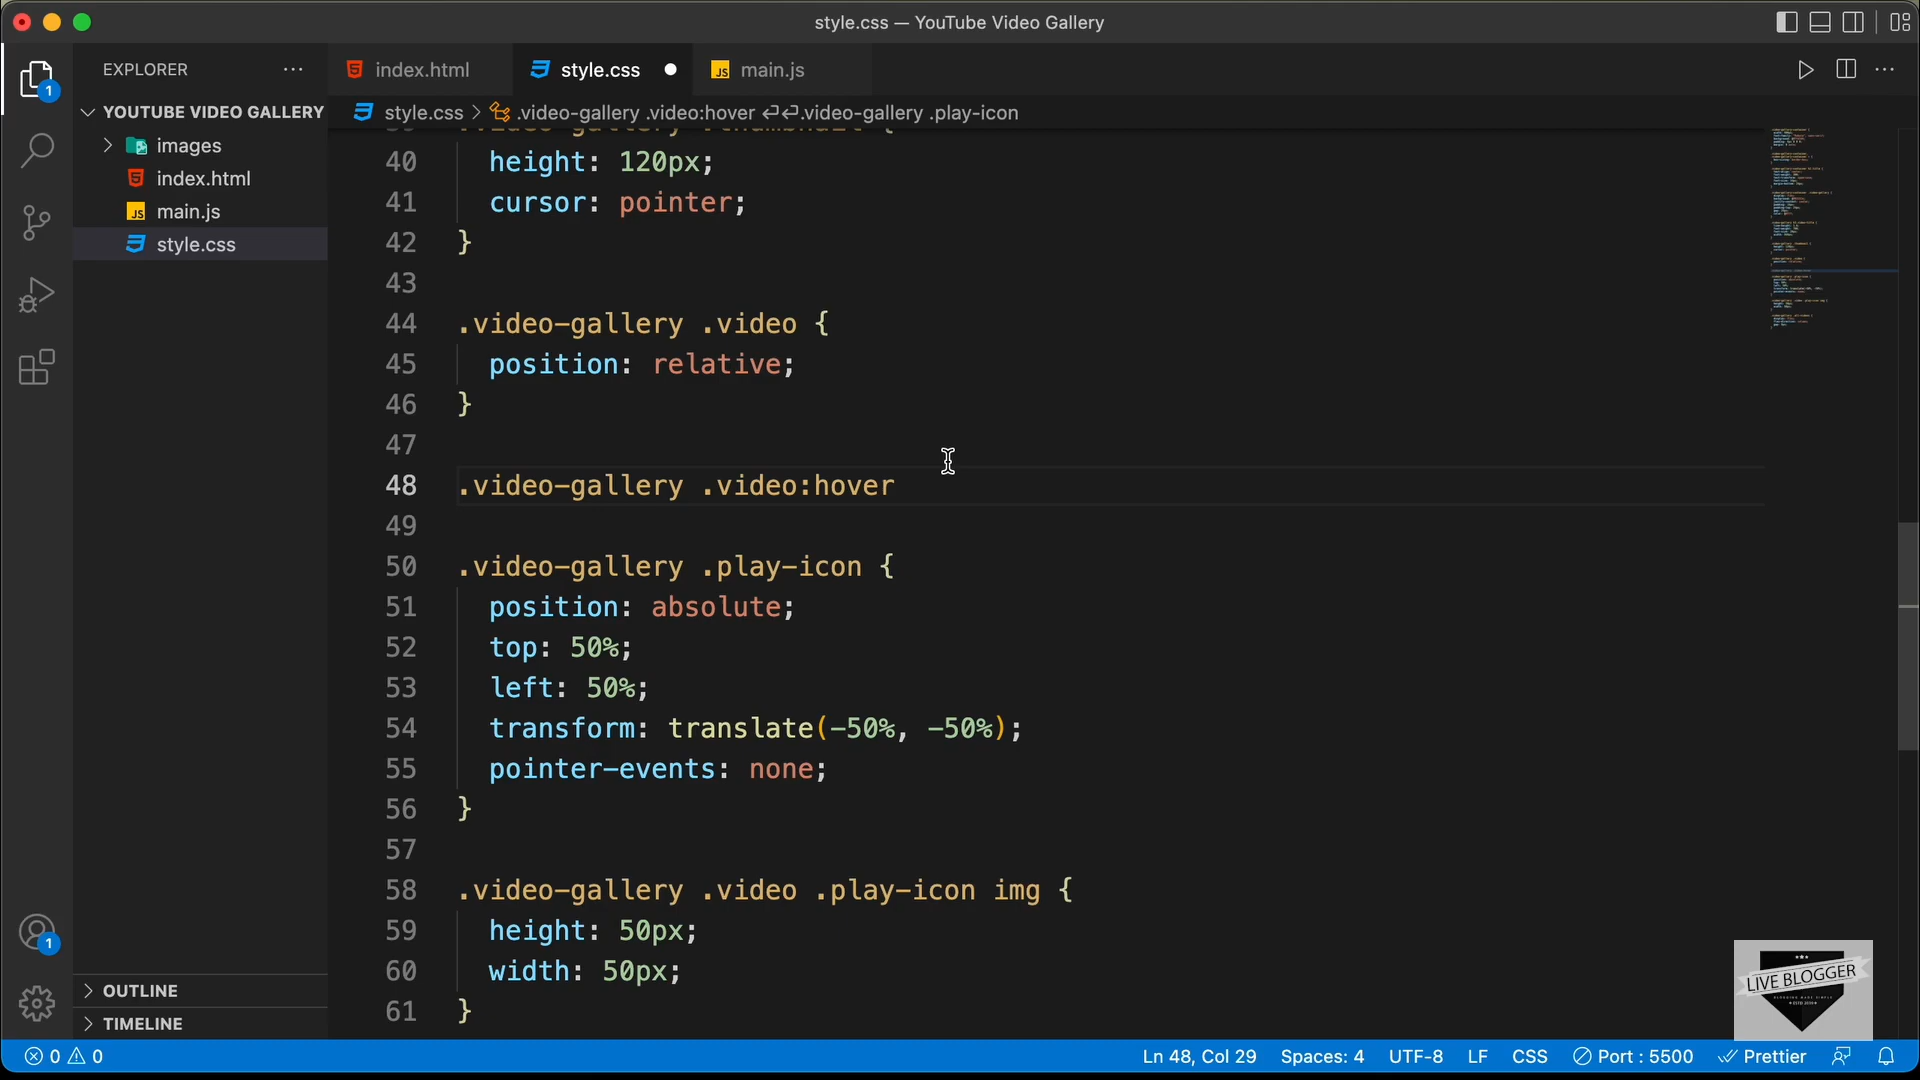 style.css — YouTube Video Gallery
1
EXPLORER
index.html
style.css
JS main.js
YOUTUBE VIDEO GALLERY
style.css > .video-gallery .video:hover ↩↩.video-gallery .play-icon
images
index.html
JS main.js
style.css
40 height: 120px;
41 cursor: pointer;
42 }
43
44 .video-gallery .video {
45 position: relative;
46 }
47
48 .video-gallery .video:hover
49
50 .video-gallery .play-icon {
51 position: absolute;
52 top: 50%;
53 left: 50%;
54 transform: translate(-50%, -50%);
55 pointer-events: none;
56 }
57
58 .video-gallery .video .play-icon img {
59 height: 50px;
60 width: 50px;
61 }
1
OUTLINE
TIMELINE
LIVE BLOGGER
0 0
Ln 48, Col 29 Spaces: 4 UTF-8 LF CSS Port : 5500 Prettier